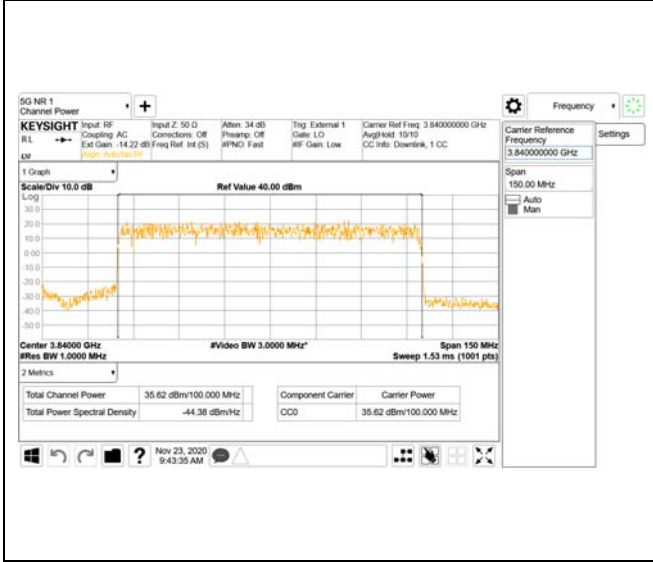 5G NR 1
Channel Power
Frequency
KEYSIGHT
RL
Input: RF
Coupling: AC
Ext Gain: -14.22 dB
Align: Auto/No RF
Input Z: 50 Ω
Corrections: Off
Freq Ref: Int (S)
Atten: 34 dB
Preamp: Off
#PNO: Fast
Trig: External 1
Gate: LO
#IF Gain: Low
Carrier Ref Freq: 3.840000000 GHz
Avg|Hold: 10/10
CC Info: Downlink, 1 CC
Carrier Reference
Frequency
3.840000000 GHz
Settings
Span
150.00 MHz
Auto
Man
1 Graph
Scale/Div 10.0 dB
Ref Value 40.00 dBm
Log
30.0
20.0
10.0
0.00
-10.0
-20.0
-30.0
-40.0
-50.0
Center 3.84000 GHz
#Video BW 3.0000 MHz*
Span 150 MHz
#Res BW 1.0000 MHz
Sweep 1.53 ms (1001 pts)
2 Metrics
Total Channel Power 35.62 dBm/100.000 MHz
Total Power Spectral Density -44.38 dBm/Hz
Component Carrier Carrier Power
CC0 35.62 dBm/100.000 MHz
?
Nov 23, 2020
9:43:35 AM